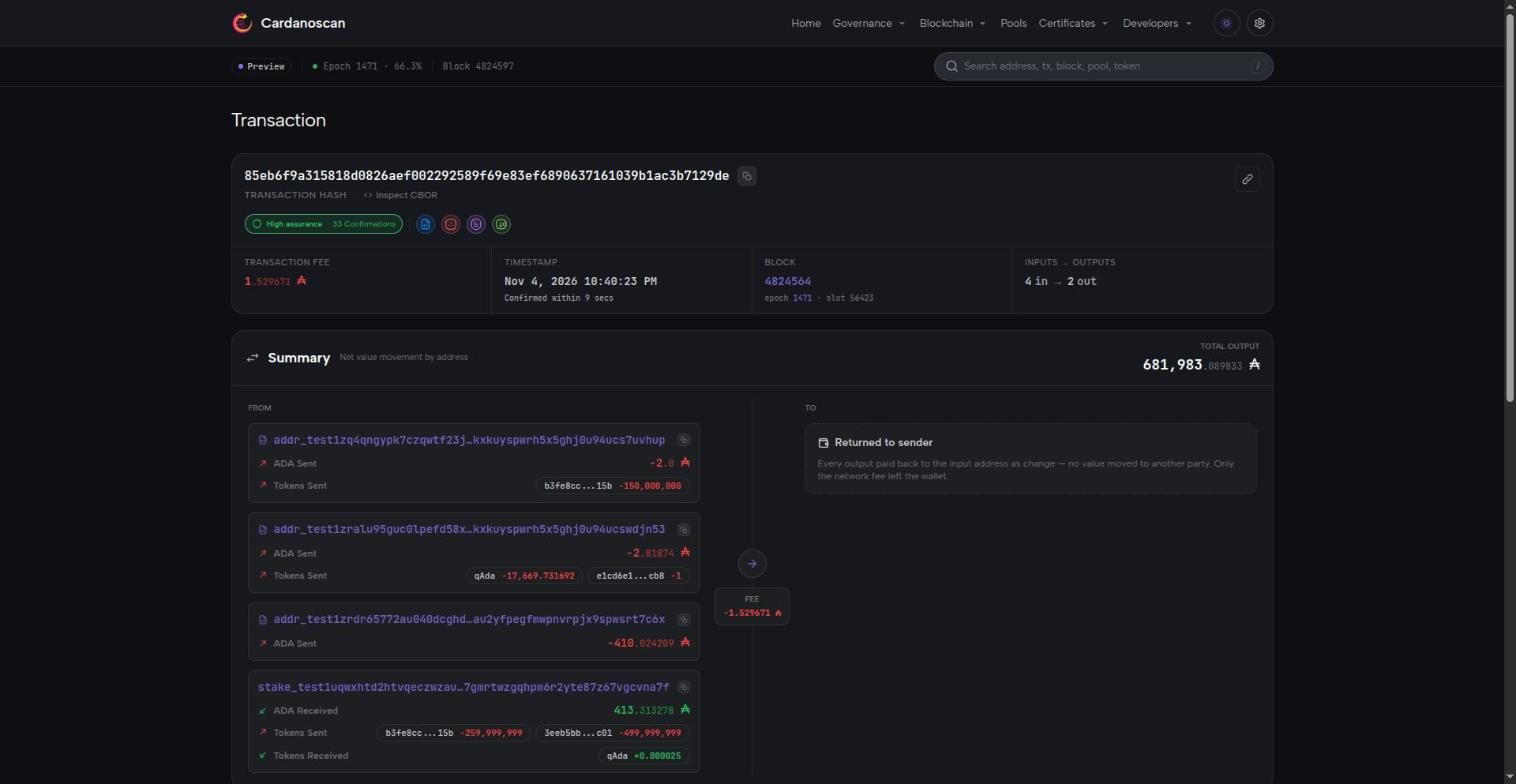 Cardanoscan
Home Governance Blockchain Pools Certificates Developers
Preview Epoch 1471 · 66.3% Block 4824597
Search address, tx, block, pool, token /
Transaction
85eb6f9a315818d0826aef002292589f69e83ef6890637161039b1ac3b7129de
TRANSACTION HASH <> Inspect CBOR
High assurance · 33 Confirmations
TRANSACTION FEE TIMESTAMP BLOCK INPUTS → OUTPUTS
1.529671 ₳ Nov 4, 2026 10:40:23 PM 4824564 4 in → 2 out
Confirmed within 9 secs epoch 1471 · slot 56423
Summary Net value movement by address
TOTAL OUTPUT
681,983.089833 ₳
FROM TO
addr_test1zq4qngypk7czqwtf23j…kxkuyspwrh5x5ghj0u94ucs7uvhup
ADA Sent -2.0 ₳
Tokens Sent b3fe8cc...15b -150,000,000
Returned to sender
Every output paid back to the input address as change — no value moved to another party. Only
the network fee left the wallet.
addr_test1zralu95guc0lpefd58x…kxkuyspwrh5x5ghj0u94ucswdjn53
ADA Sent -2.81874 ₳
Tokens Sent qAda -17,669.731692 e1cd6e1...cb8 -1
FEE
-1.529671 ₳
addr_test1zrdr65772au040dcghd…au2yfpegfmwpnvrpjx9spwsrt7c6x
ADA Sent -410.024209 ₳
stake_test1uqwxhtd2htvqeczwzau…7gmrtwzgqhpm6r2yte87z67vgcvna7f
ADA Received 413.313278 ₳
Tokens Sent b3fe8cc...15b -259,999,999 3eeb5bb...c01 -499,999,999
Tokens Received qAda +0.000025